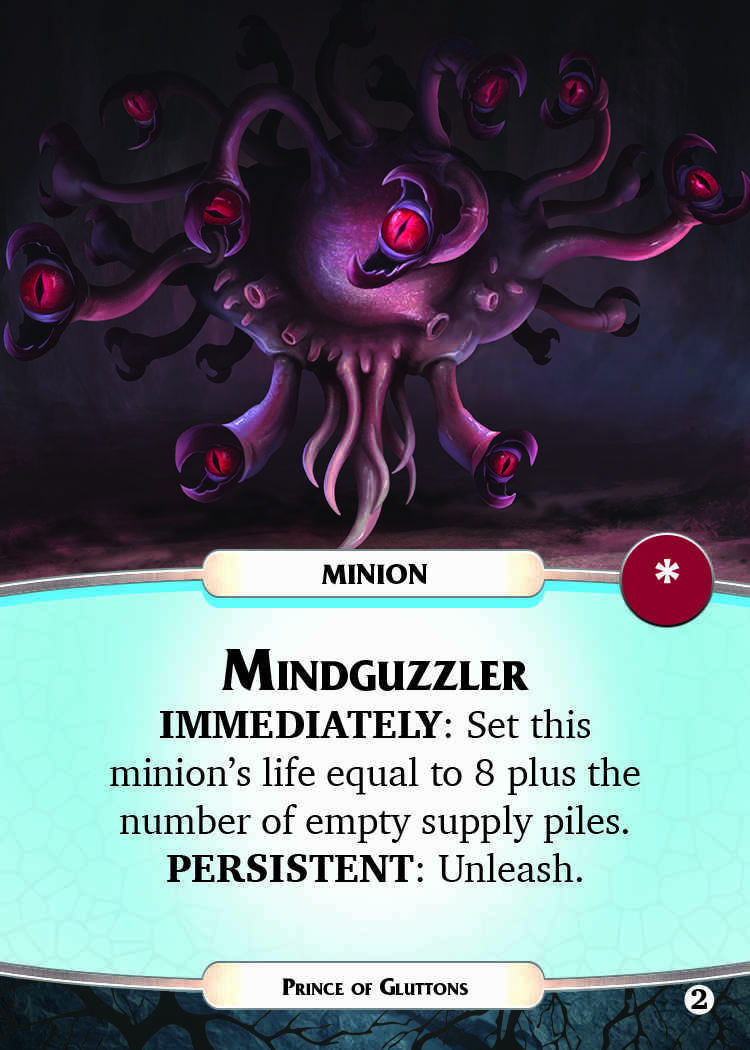 MINION
*
Mindguzzler
IMMEDIATELY: Set this
minion’s life equal to 8 plus the
number of empty supply piles.
PERSISTENT: Unleash.
Prince of Gluttons
2